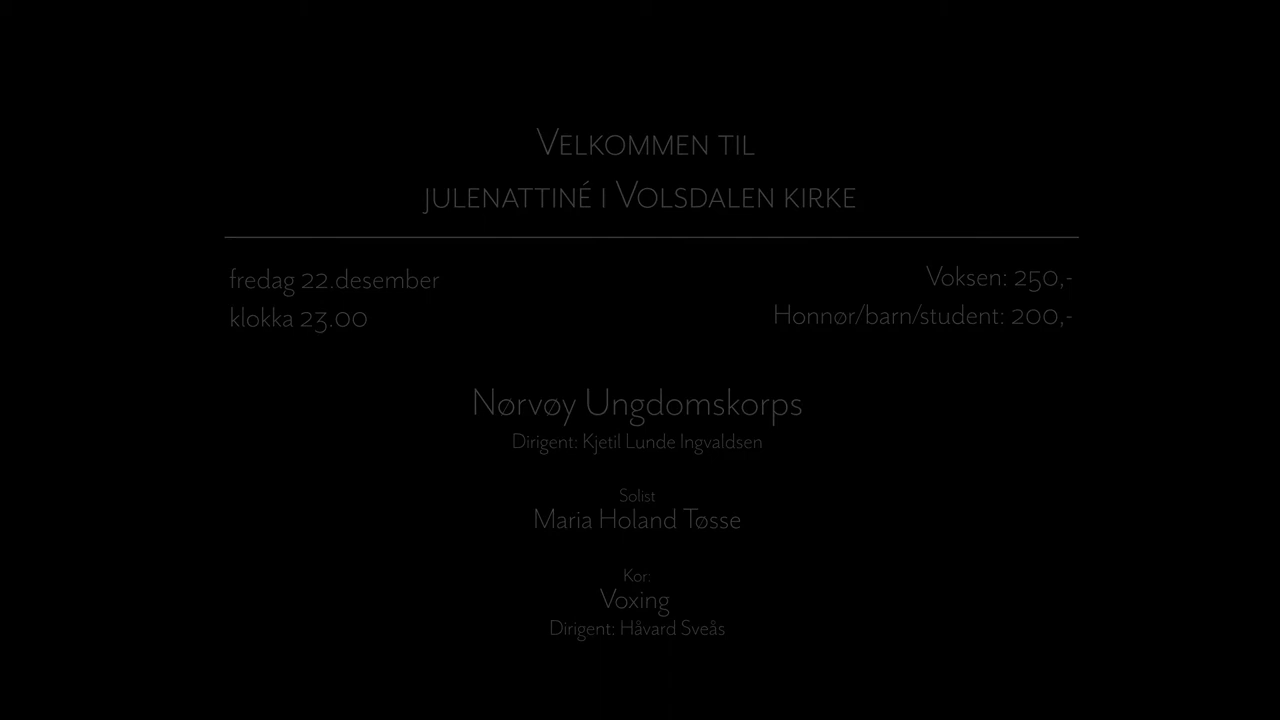 Velkommen til
julenattiné i Volsdalen kirke
fredag 22.desember
klokka 23.00
Voksen: 250,-
Honnør/barn/student: 200,-
Nørvøy Ungdomskorps
Dirigent: Kjetil Lunde Ingvaldsen
Solist
Maria Holand Tøsse
Kor:
Voxing
Dirigent: Håvard Sveås